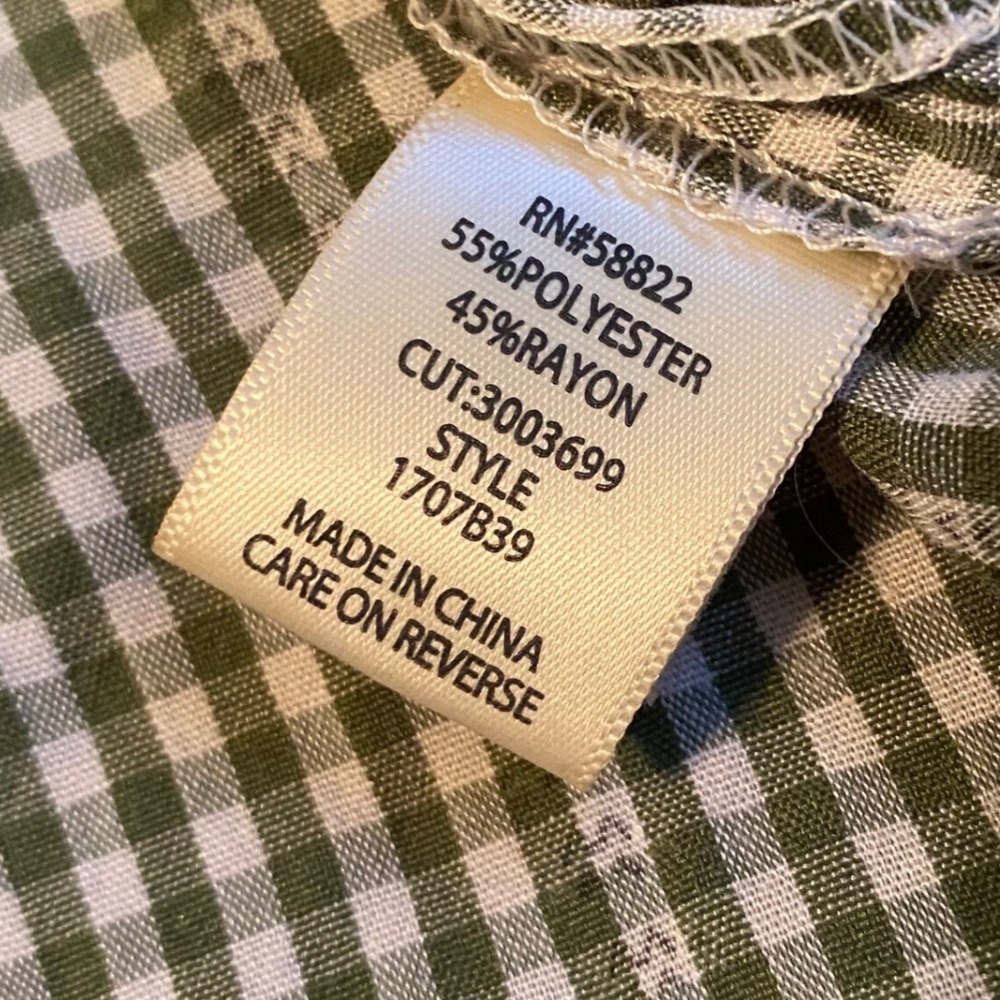 RN#58822
55%POLYESTER
45%RAYON
CUT:3003699
STYLE
1707B39
MADE IN CHINA
CARE ON REVERSE